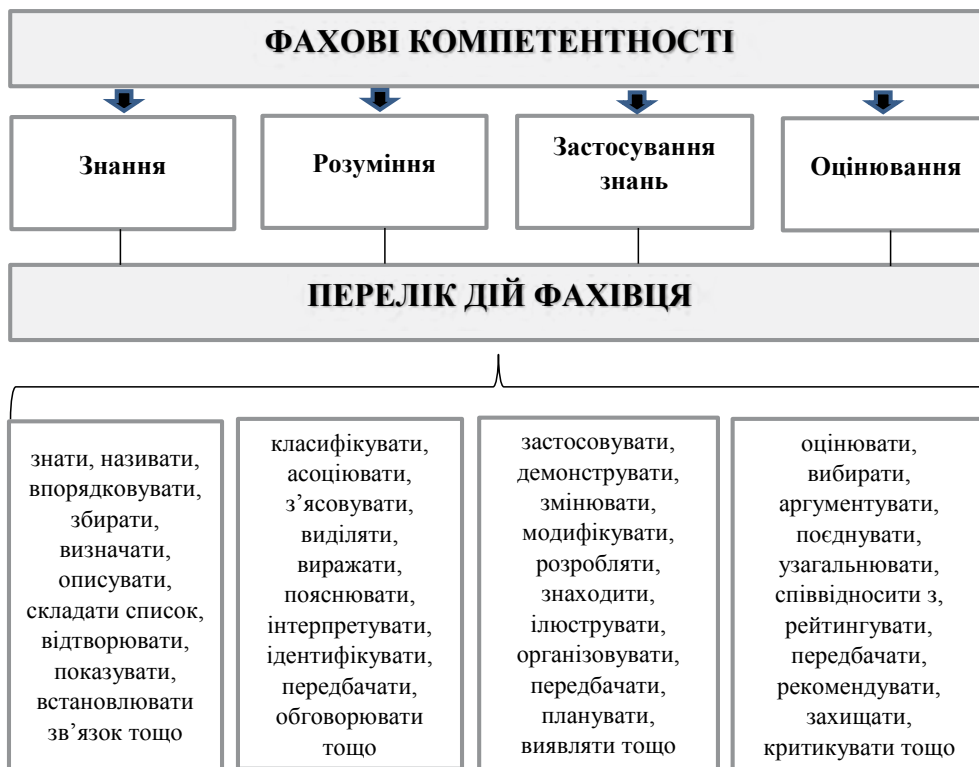 ФАХОВІ КОМПЕТЕНТНОСТІ
Знання
Розуміння
Застосування
знань
Оцінювання
ПЕРЕЛІК ДІЙ ФАХІВЦЯ
знати, називати,
впорядковувати,
збирати,
визначати,
описувати,
складати список,
відтворювати,
показувати,
встановлювати
зв’язок тощо
класифікувати,
асоціювати,
з’ясовувати,
виділяти,
виражати,
пояснювати,
інтерпретувати,
ідентифікувати,
передбачати,
обговорювати
тощо
застосовувати,
демонструвати,
змінювати,
модифікувати,
розробляти,
знаходити,
ілюструвати,
організовувати,
передбачати,
планувати,
виявляти тощо
оцінювати,
вибирати,
аргументувати,
поєднувати,
узагальнювати,
співвідносити з,
рейтингувати,
передбачати,
рекомендувати,
захищати,
критикувати тощо